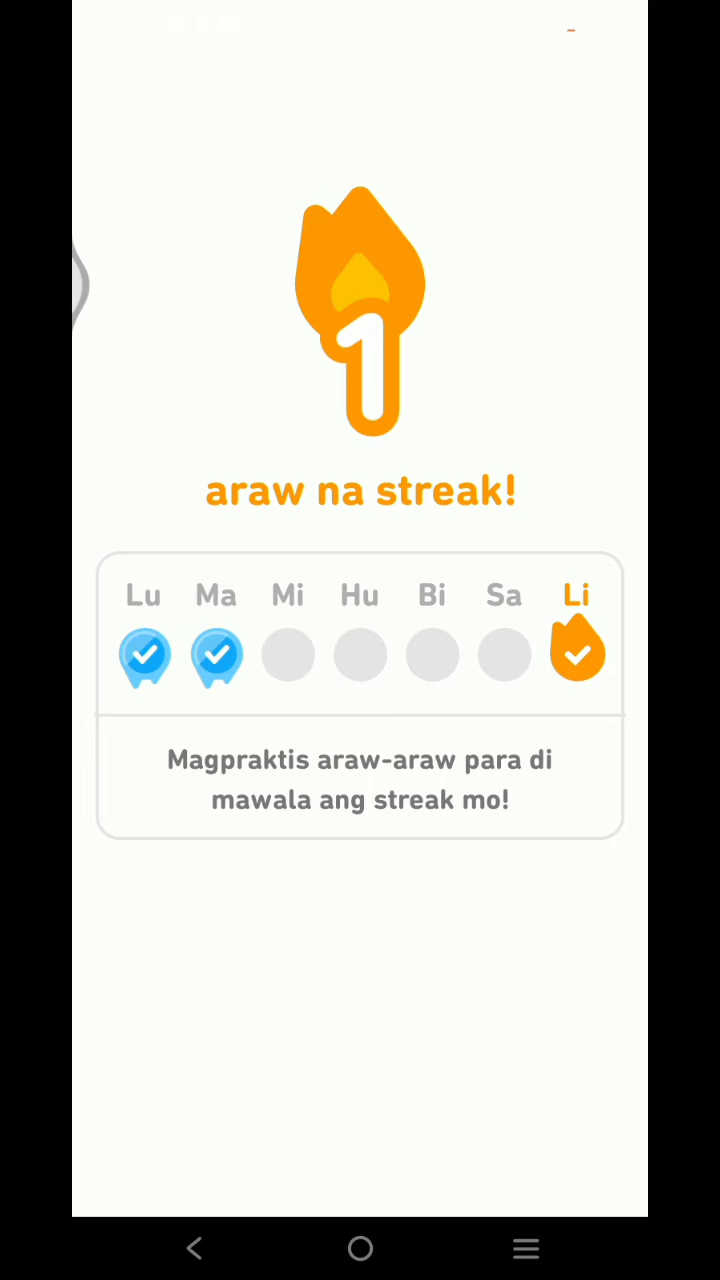 1
araw na streak!
Lu Ma Mi Hu Bi Sa Li
Magpraktis araw-araw para di
mawala ang streak mo!